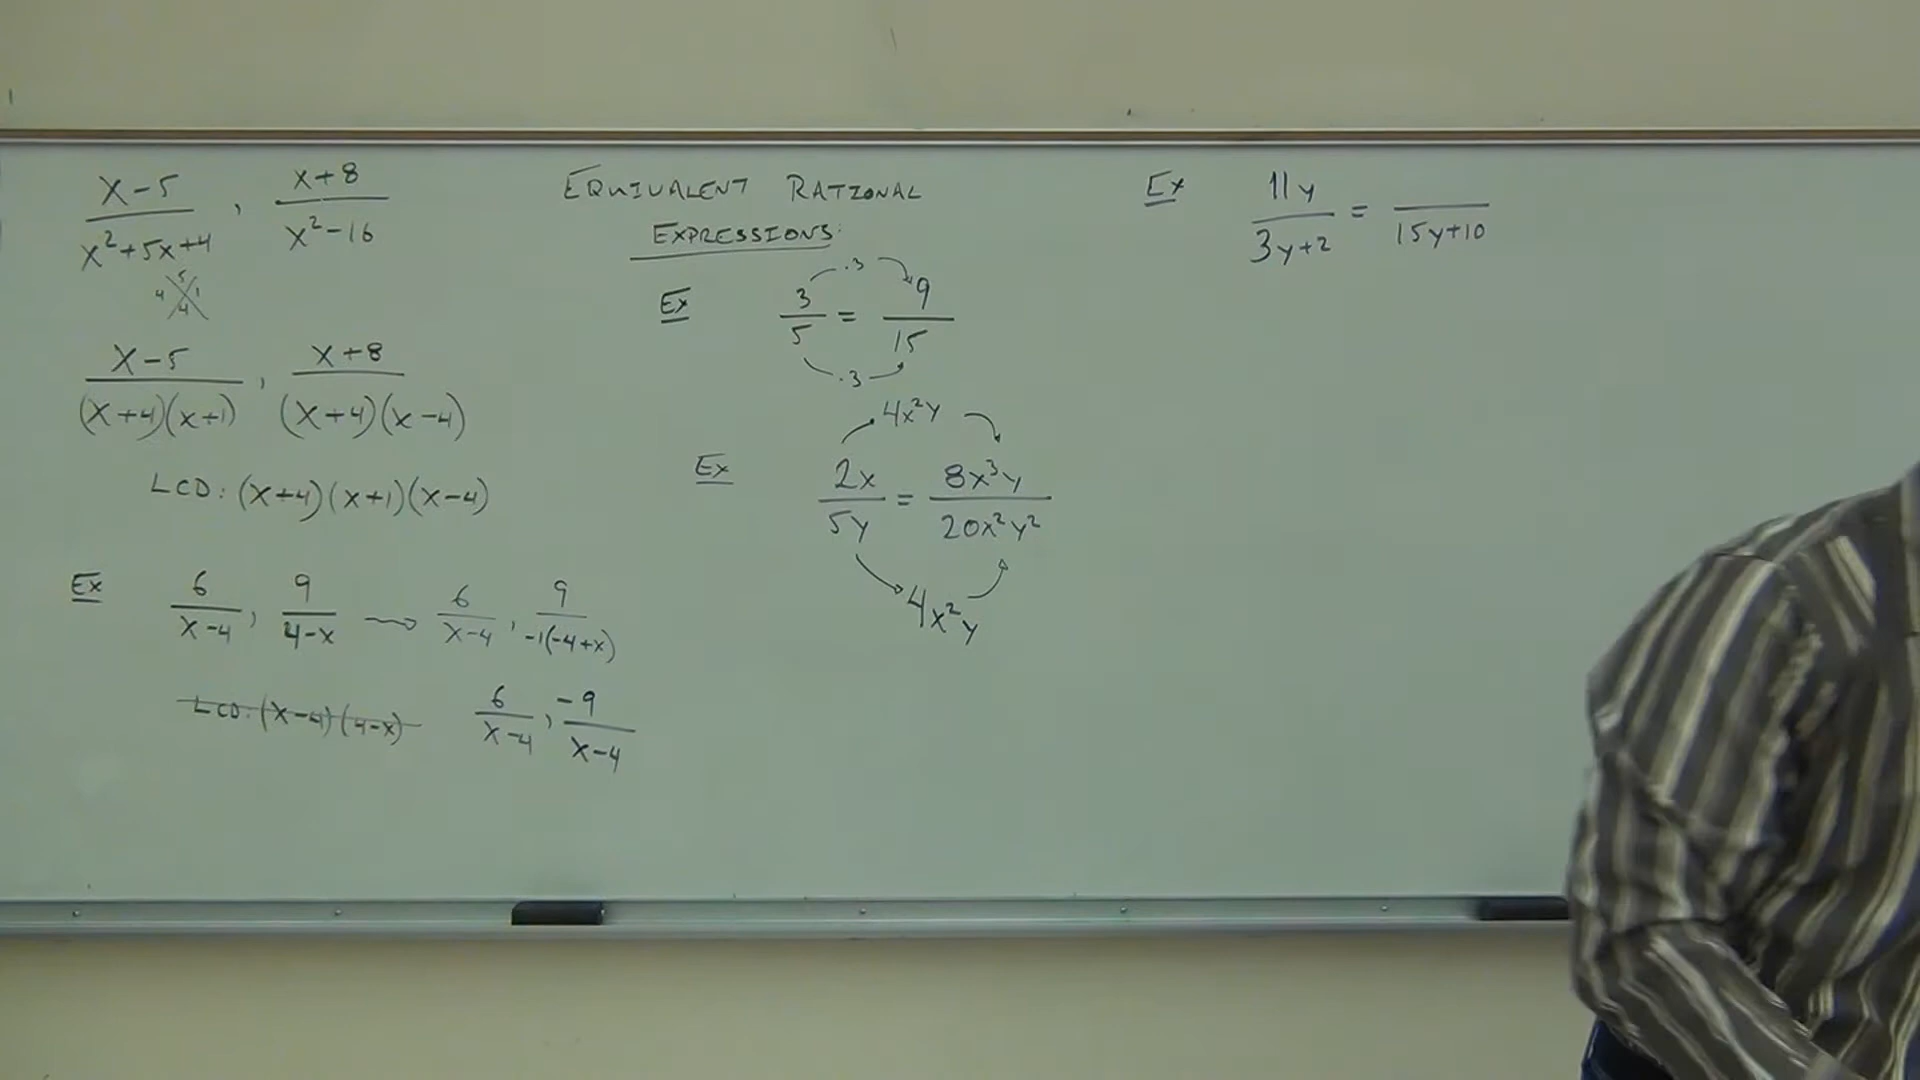 x-5 / x²+5x+4 , x+8 / x²-16
5
4 1
4
x-5 / (x+4)(x+1) , x+8 / (x+4)(x-4)
LCD: (x+4)(x+1)(x-4)
Ex 6 / x-4 , 9 / 4-x → 6 / x-4 , 9 / -1(-4+x)
LCD: (x-4)(4-x) 6 / x-4 , -9 / x-4
EQUIVALENT RATIONAL
EXPRESSIONS:
·3
Ex 3 / 5 = 9 / 15
·3
4x²y
Ex 2x / 5y = 8x³y / 20x²y²
4x²y
Ex 11y / 3y+2 = / 15y+10